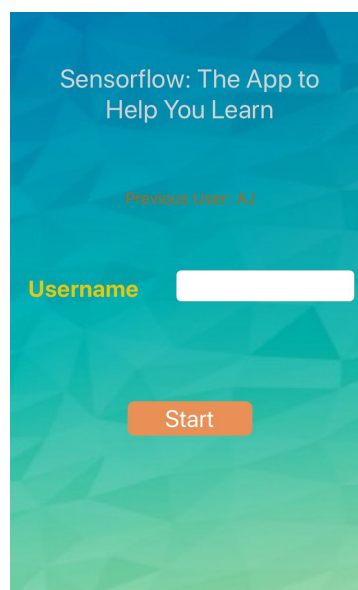 Sensorflow: The App to
Help You Learn
Previous User: AJ
Username
Start